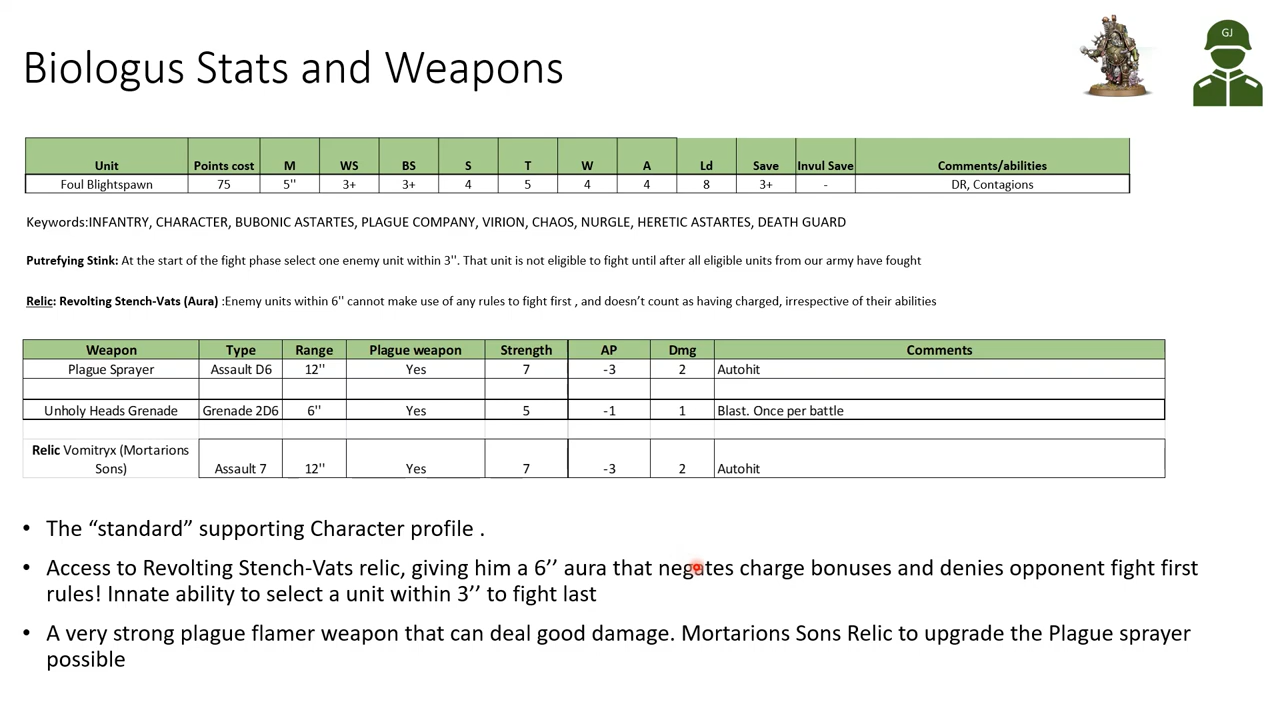 Biologus Stats and Weapons
GJ
Unit Points cost M WS BS S T W A Ld Save Invul Save Comments/abilities
Foul Blightspawn 75 5'' 3+ 3+ 4 5 4 4 8 3+ - DR, Contagions
Keywords:INFANTRY, CHARACTER, BUBONIC ASTARTES, PLAGUE COMPANY, VIRION, CHAOS, NURGLE, HERETIC ASTARTES, DEATH GUARD
Putrefying Stink: At the start of the fight phase select one enemy unit within 3''. That unit is not eligible to fight until after all eligible units from our army have fought
Relic: Revolting Stench-Vats (Aura) :Enemy units within 6'' cannot make use of any rules to fight first , and doesn't count as having charged, irrespective of their abilities
Weapon Type Range Plague weapon Strength AP Dmg Comments
Plague Sprayer Assault D6 12'' Yes 7 -3 2 Autohit
Unholy Heads Grenade Grenade 2D6 6'' Yes 5 -1 1 Blast. Once per battle
Relic Vomitryx (Mortarions
Sons) Assault 7 12'' Yes 7 -3 2 Autohit
• The “standard” supporting Character profile .
• Access to Revolting Stench-Vats relic, giving him a 6’’ aura that negates charge bonuses and denies opponent fight first
rules! Innate ability to select a unit within 3’’ to fight last
• A very strong plague flamer weapon that can deal good damage. Mortarions Sons Relic to upgrade the Plague sprayer
possible